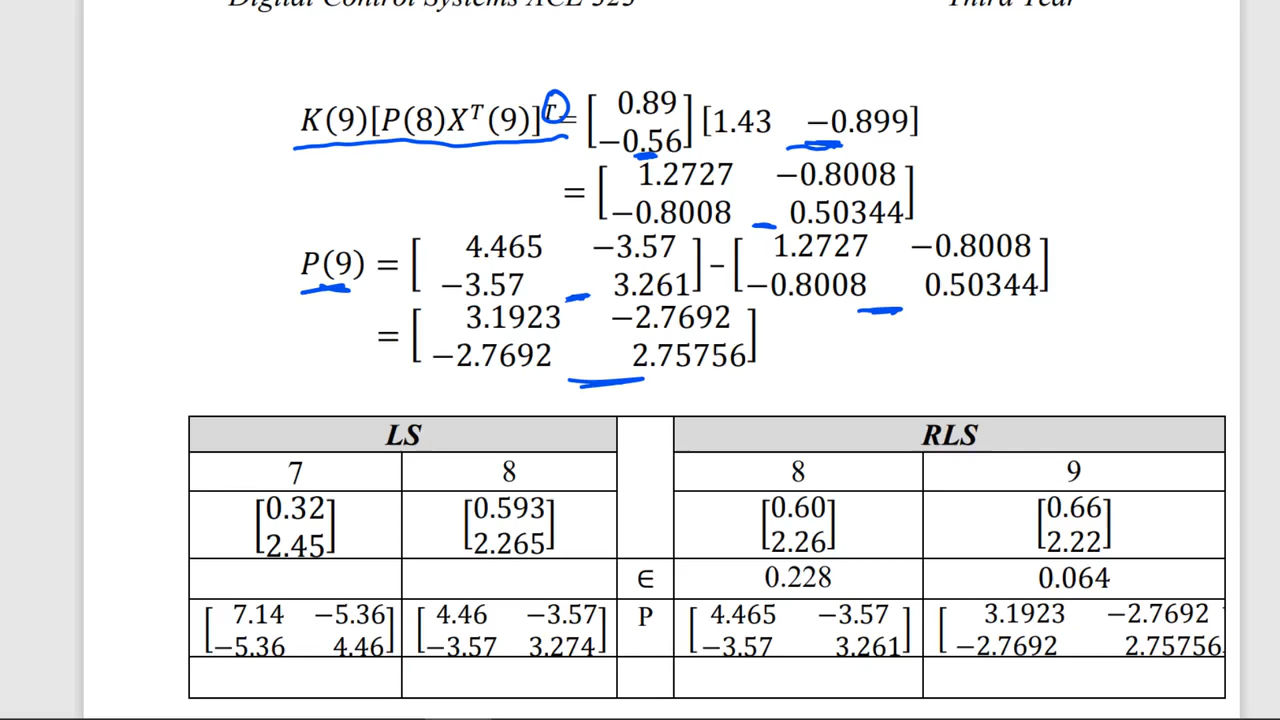 Digital Control Systems ACE 323 Third Year
K(9)[P(8)Xᵀ(9)]ᵀ = [0.89; −0.56] [1.43 −0.899]
= [1.2727 −0.8008; −0.8008 0.50344]
P(9) = [4.465 −3.57; −3.57 3.261] − [1.2727 −0.8008; −0.8008 0.50344]
= [3.1923 −2.7692; −2.7692 2.75756]
LS RLS
7 8 8 9
[0.32; 2.45] [0.593; 2.265] [0.60; 2.26] [0.66; 2.22]
∈ 0.228 0.064
[7.14 −5.36; −5.36 4.46] [4.46 −3.57; −3.57 3.274] P [4.465 −3.57; −3.57 3.261] [3.1923 −2.7692; −2.7692 2.75756